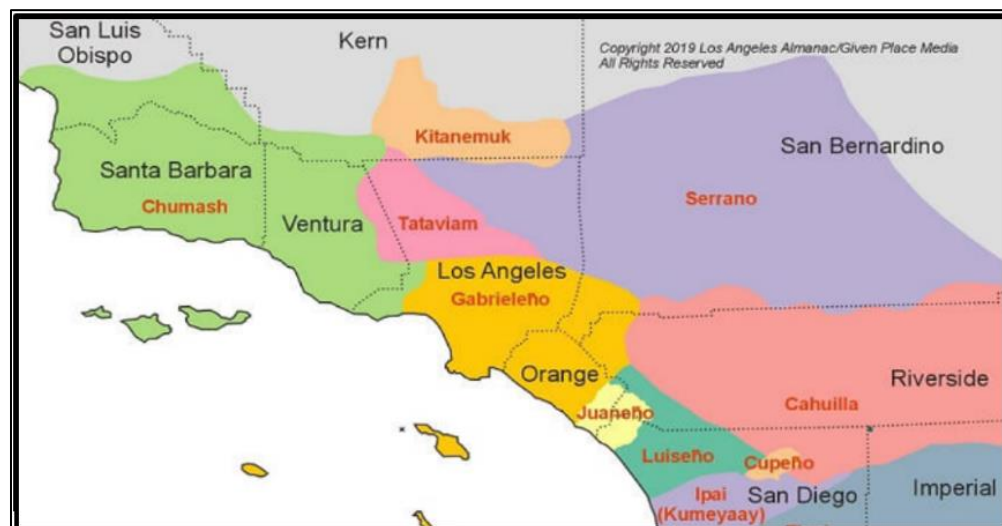 San Luis
Obispo
Kern
Copyright 2019 Los Angeles Almanac/Given Place Media
All Rights Reserved
Kitanemuk
San Bernardino
Santa Barbara
Chumash
Ventura
Tataviam
Serrano
Los Angeles
Gabrieleño
Orange
Riverside
Juaneño
Cahuilla
Luiseño
Cupeño
Ipai
(Kumeyaay)
San Diego
Imperial